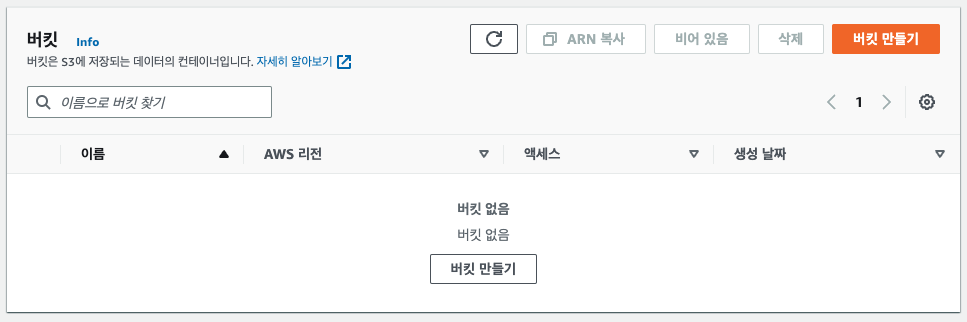 버킷 Info
버킷은 S3에 저장되는 데이터의 컨테이너입니다. 자세히 알아보기
ARN 복사 비어 있음 삭제 버킷 만들기
이름으로 버킷 찾기
1
이름 AWS 리전 액세스 생성 날짜
버킷 없음
버킷 없음
버킷 만들기